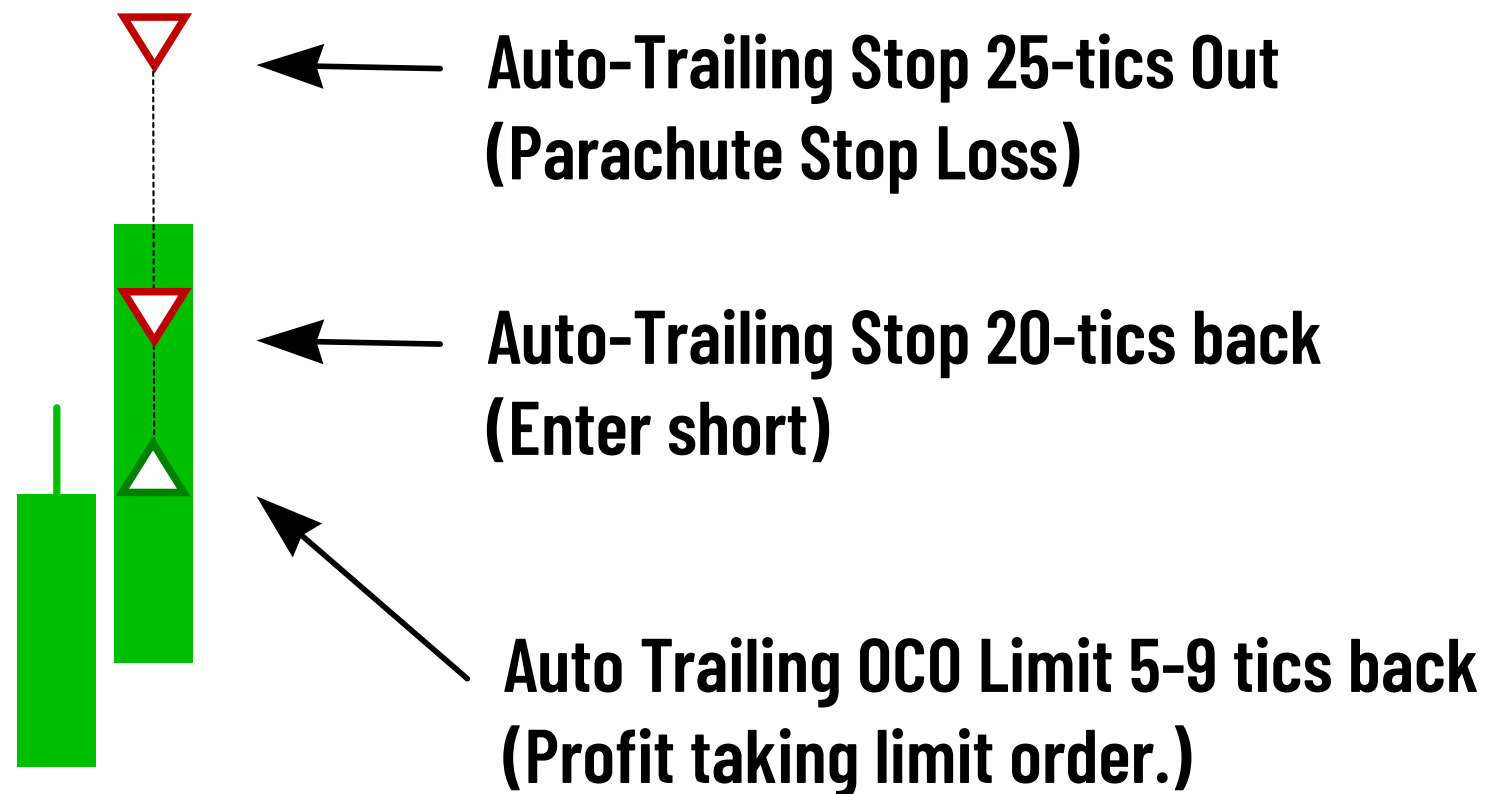 Auto-Trailing Stop 25-tics Out
(Parachute Stop Loss)
Auto-Trailing Stop 20-tics back
(Enter short)
Auto Trailing OCO Limit 5-9 tics back
(Profit taking limit order.)